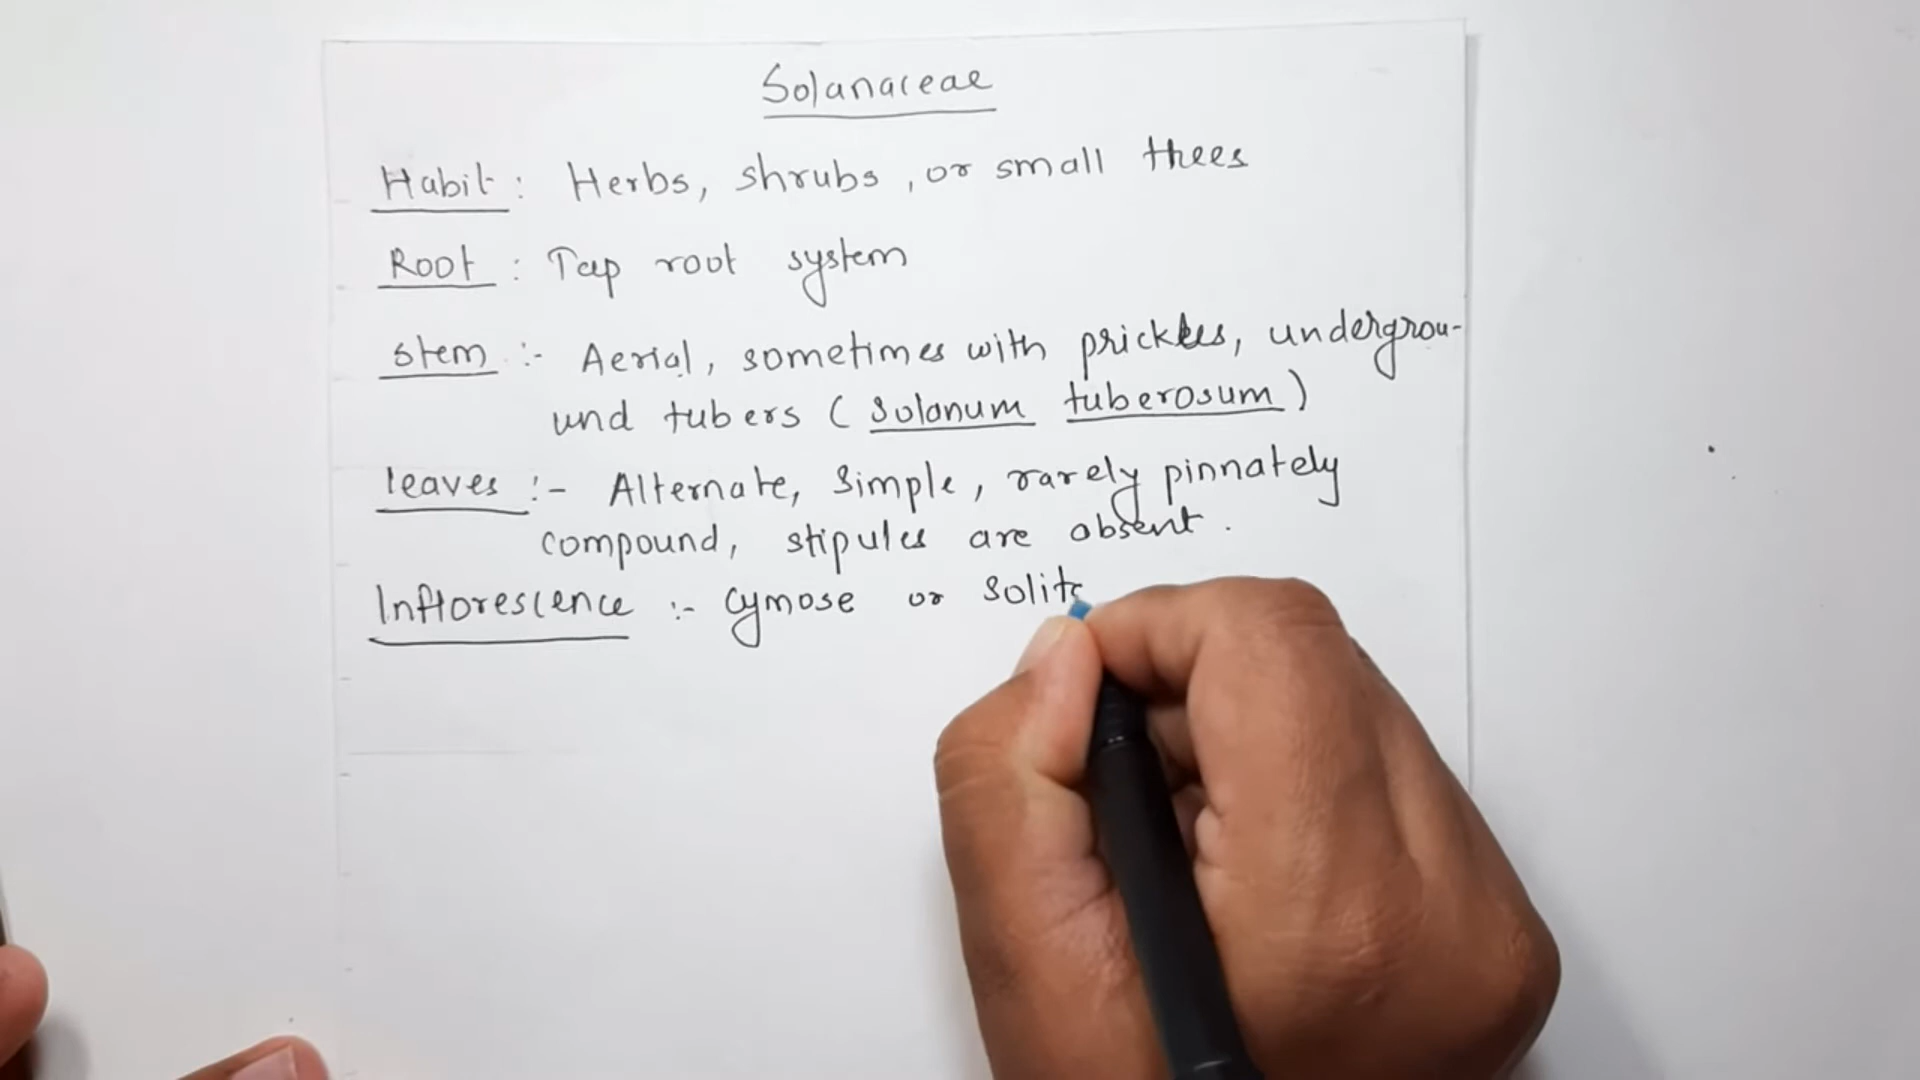 Solanaceae
Habit : Herbs, shrubs, or small trees
Root : Tap root system
Stem :- Aerial, sometimes with prickles, undergrou-
und tubers (Solanum tuberosum)
leaves :- Alternate, Simple, rarely pinnately
compound, stipules are absent.
Inflorescence :- Cymose or Solita